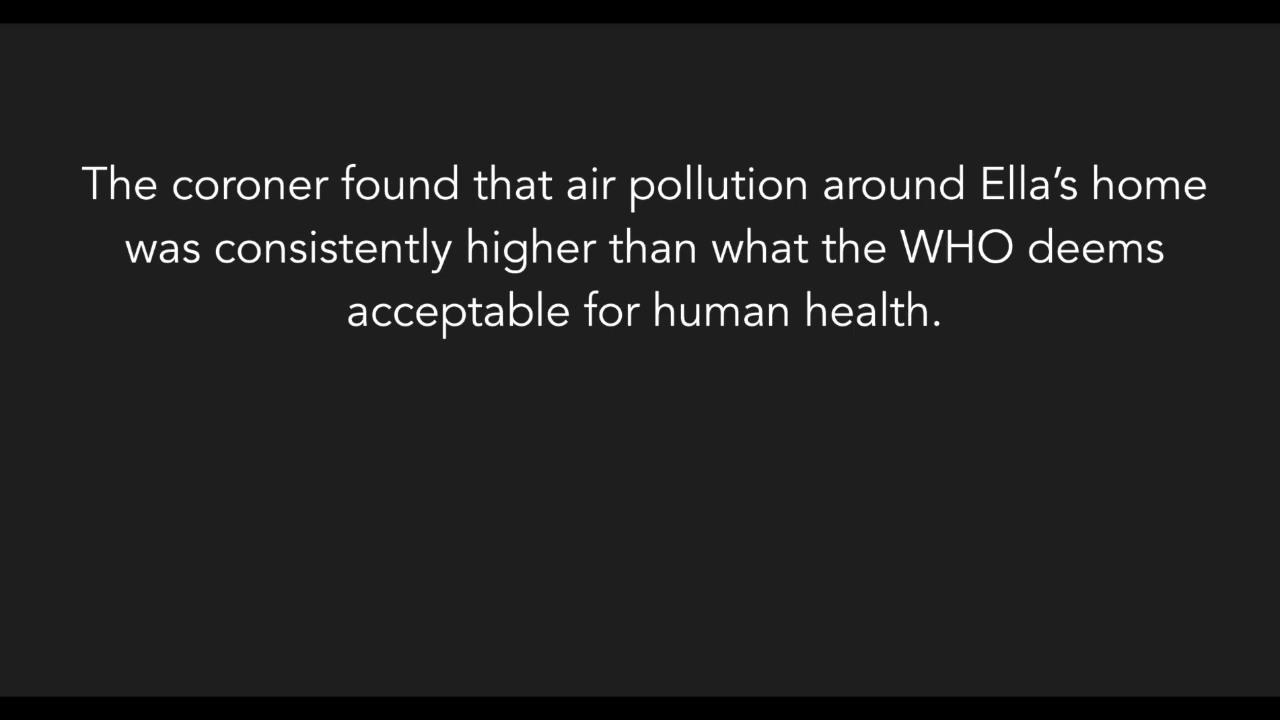 The coroner found that air pollution around Ella’s home
was consistently higher than what the WHO deems
acceptable for human health.